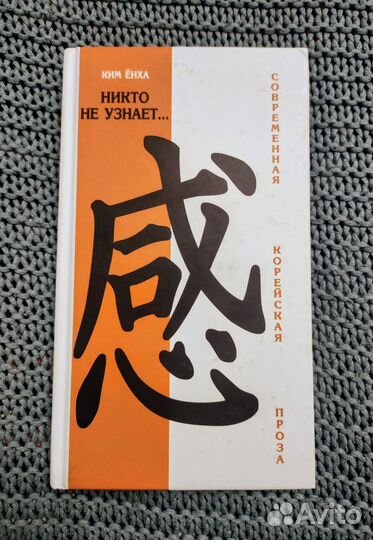 КИМ ЁНХА
НИКТО
НЕ УЗНАЕТ...
感
СОВРЕМЕННАЯ
КОРЕЙСКАЯ
ПРОЗА
Avito